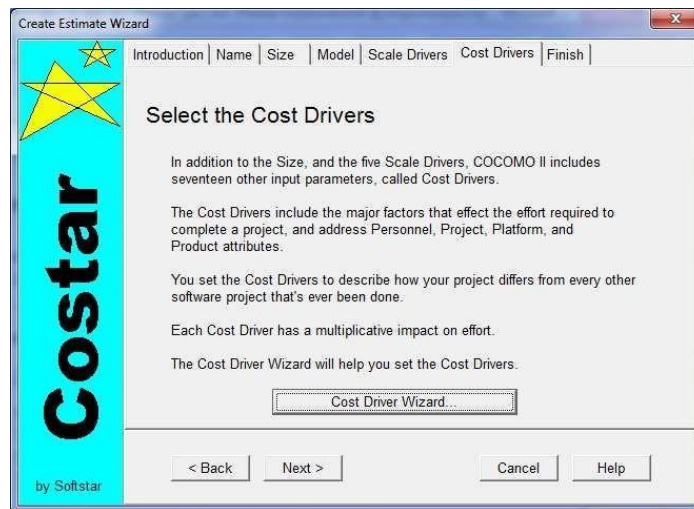 Create Estimate Wizard
Introduction Name Size Model Scale Drivers Cost Drivers Finish
Select the Cost Drivers
In addition to the Size, and the five Scale Drivers, COCOMO II includes
seventeen other input parameters, called Cost Drivers.
The Cost Drivers include the major factors that effect the effort required to
complete a project, and address Personnel, Project, Platform, and
Product attributes.
You set the Cost Drivers to describe how your project differs from every other
software project that's ever been done.
Each Cost Driver has a multiplicative impact on effort.
The Cost Driver Wizard will help you set the Cost Drivers.
Cost Driver Wizard...
< Back Next > Cancel Help
Costar
by Softstar